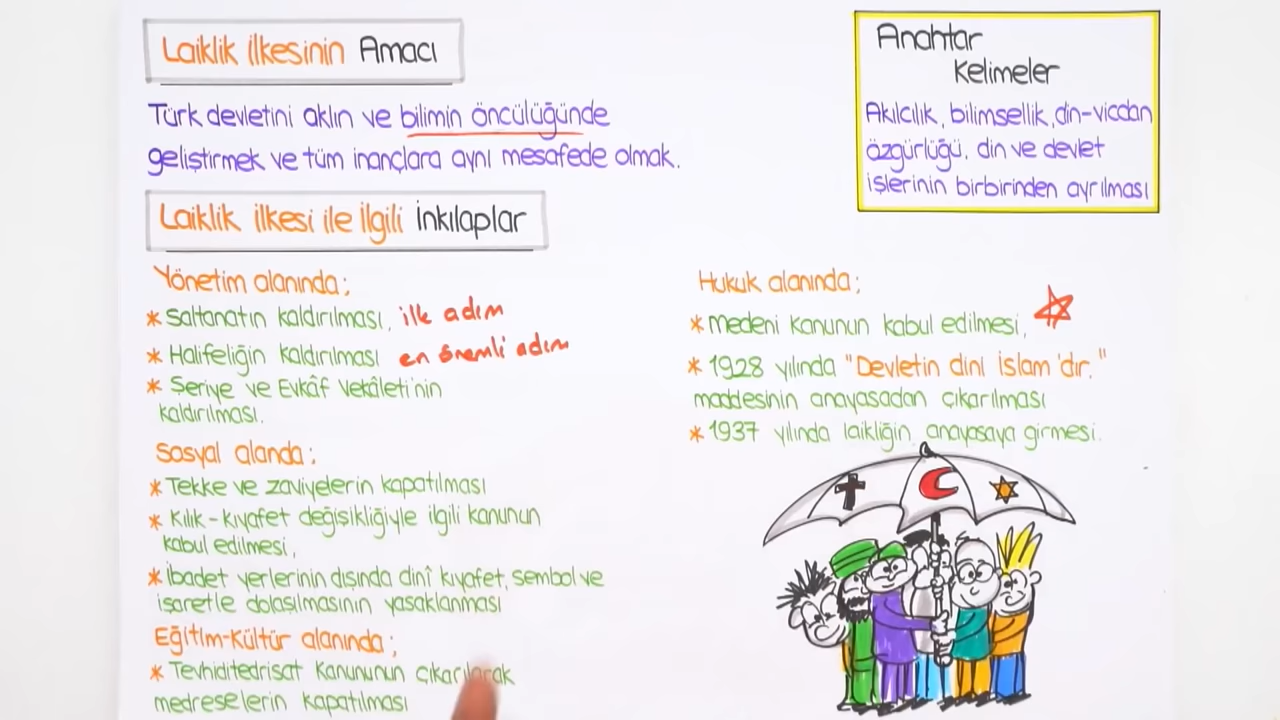 Laiklik İlkesinin Amacı
Türk devletini aklın ve bilimin öncülüğünde
geliştirmek ve tüm inançlara aynı mesafede olmak.
Anahtar
Kelimeler
Akılcılık, bilimsellik, din-vicdan
özgürlüğü, din ve devlet
işlerinin birbirinden ayrılması
Laiklik İlkesi ile İlgili İnkılaplar
Yönetim alanında;
* Saltanatın kaldırılması, ilk adım
* Halifeliğin kaldırılması en önemli adım
* Şeriye ve Evkâf Vekâleti'nin
kaldırılması.
Sosyal alanda;
* Tekke ve zaviyelerin kapatılması
* Kılık-kıyafet değişikliğiyle ilgili kanunun
kabul edilmesi,
* İbadet yerlerinin dışında dinî kıyafet, sembol ve
işaretle dolaşılmasının yasaklanması
Eğitim-Kültür alanında;
* Tevhiditedrisat Kanununun çıkarılarak
medreselerin kapatılması
Hukuk alanında;
* medeni kanunun kabul edilmesi,
* 1928 yılında "Devletin dini İslam'dır."
maddesinin anayasadan çıkarılması
* 1937 yılında laikliğin anayasaya girmesi.